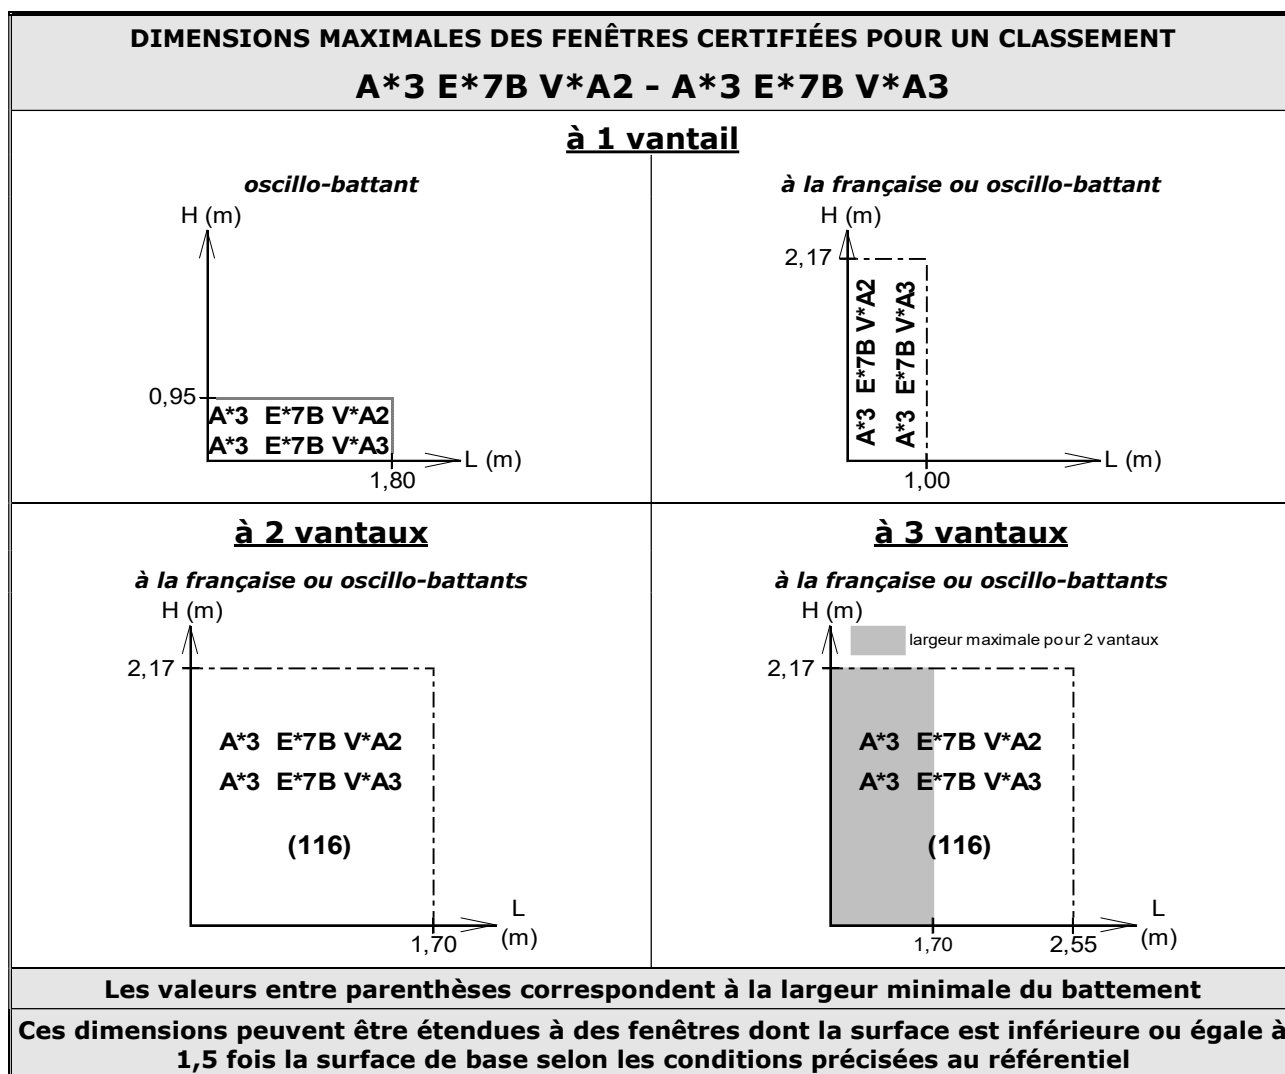 DIMENSIONS MAXIMALES DES FENÊTRES CERTIFIÉES POUR UN CLASSEMENT
A*3 E*7B V*A2 - A*3 E*7B V*A3
à 1 vantail
oscillo-battant
H (m)
0,95
A*3 E*7B V*A2
A*3 E*7B V*A3
L (m)
1,80
à la française ou oscillo-battant
H (m)
2,17
A*3 E*7B V*A2
A*3 E*7B V*A3
L (m)
1,00
à 2 vantaux
à la française ou oscillo-battants
H (m)
2,17
A*3 E*7B V*A2
A*3 E*7B V*A3
(116)
L
(m)
1,70
à 3 vantaux
à la française ou oscillo-battants
H (m)
largeur maximale pour 2 vantaux
2,17
A*3 E*7B V*A2
A*3 E*7B V*A3
(116)
L
(m)
1,70
2,55
Les valeurs entre parenthèses correspondent à la largeur minimale du battement
Ces dimensions peuvent être étendues à des fenêtres dont la surface est inférieure ou égale à
1,5 fois la surface de base selon les conditions précisées au référentiel